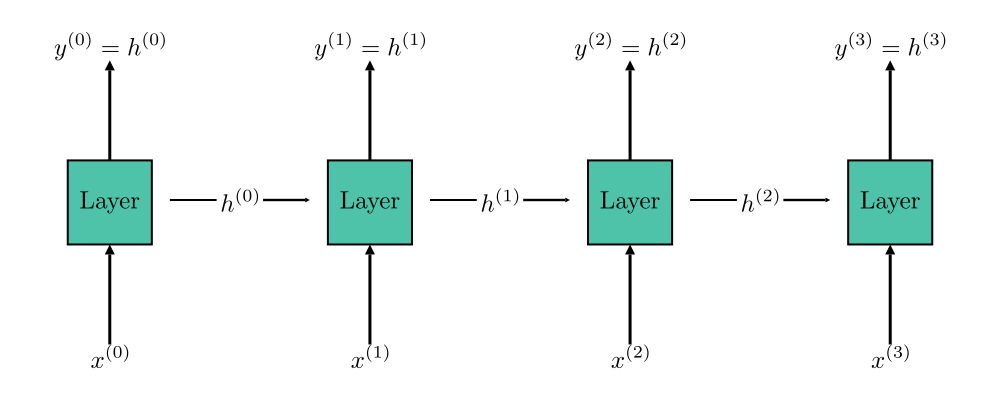 y^(0) = h^(0) y^(1) = h^(1) y^(2) = h^(2) y^(3) = h^(3)
Layer h^(0) Layer h^(1) Layer h^(2) Layer
x^(0) x^(1) x^(2) x^(3)